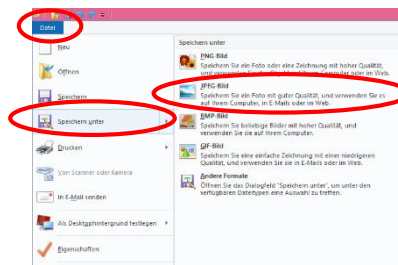 Datei
Neu
Öffnen
Speichern
Speichern unter
Drucken
Von Scanner oder Kamera
In E-Mail senden
Als Desktophintergrund festlegen
Eigenschaften
Speichern unter
PNG-Bild
Speichern Sie ein Foto oder eine Zeichnung mit hoher Qualität,
JPEG-Bild
Speichern Sie ein Foto mit guter Qualität, und verwenden Sie es
auf Ihrem Computer, in E-Mails oder im Web.
BMP-Bild
Speichern Sie beliebige Bilder mit hoher Qualität, und
verwenden Sie sie auf Ihrem Computer.
GIF-Bild
Speichern Sie eine einfache Zeichnung mit einer niedrigeren
Qualität, und verwenden Sie sie in E-Mails oder im Web.
Andere Formate
Öffnen Sie das Dialogfeld "Speichern unter", um unter den
verfügbaren Dateitypen eine Auswahl zu treffen.